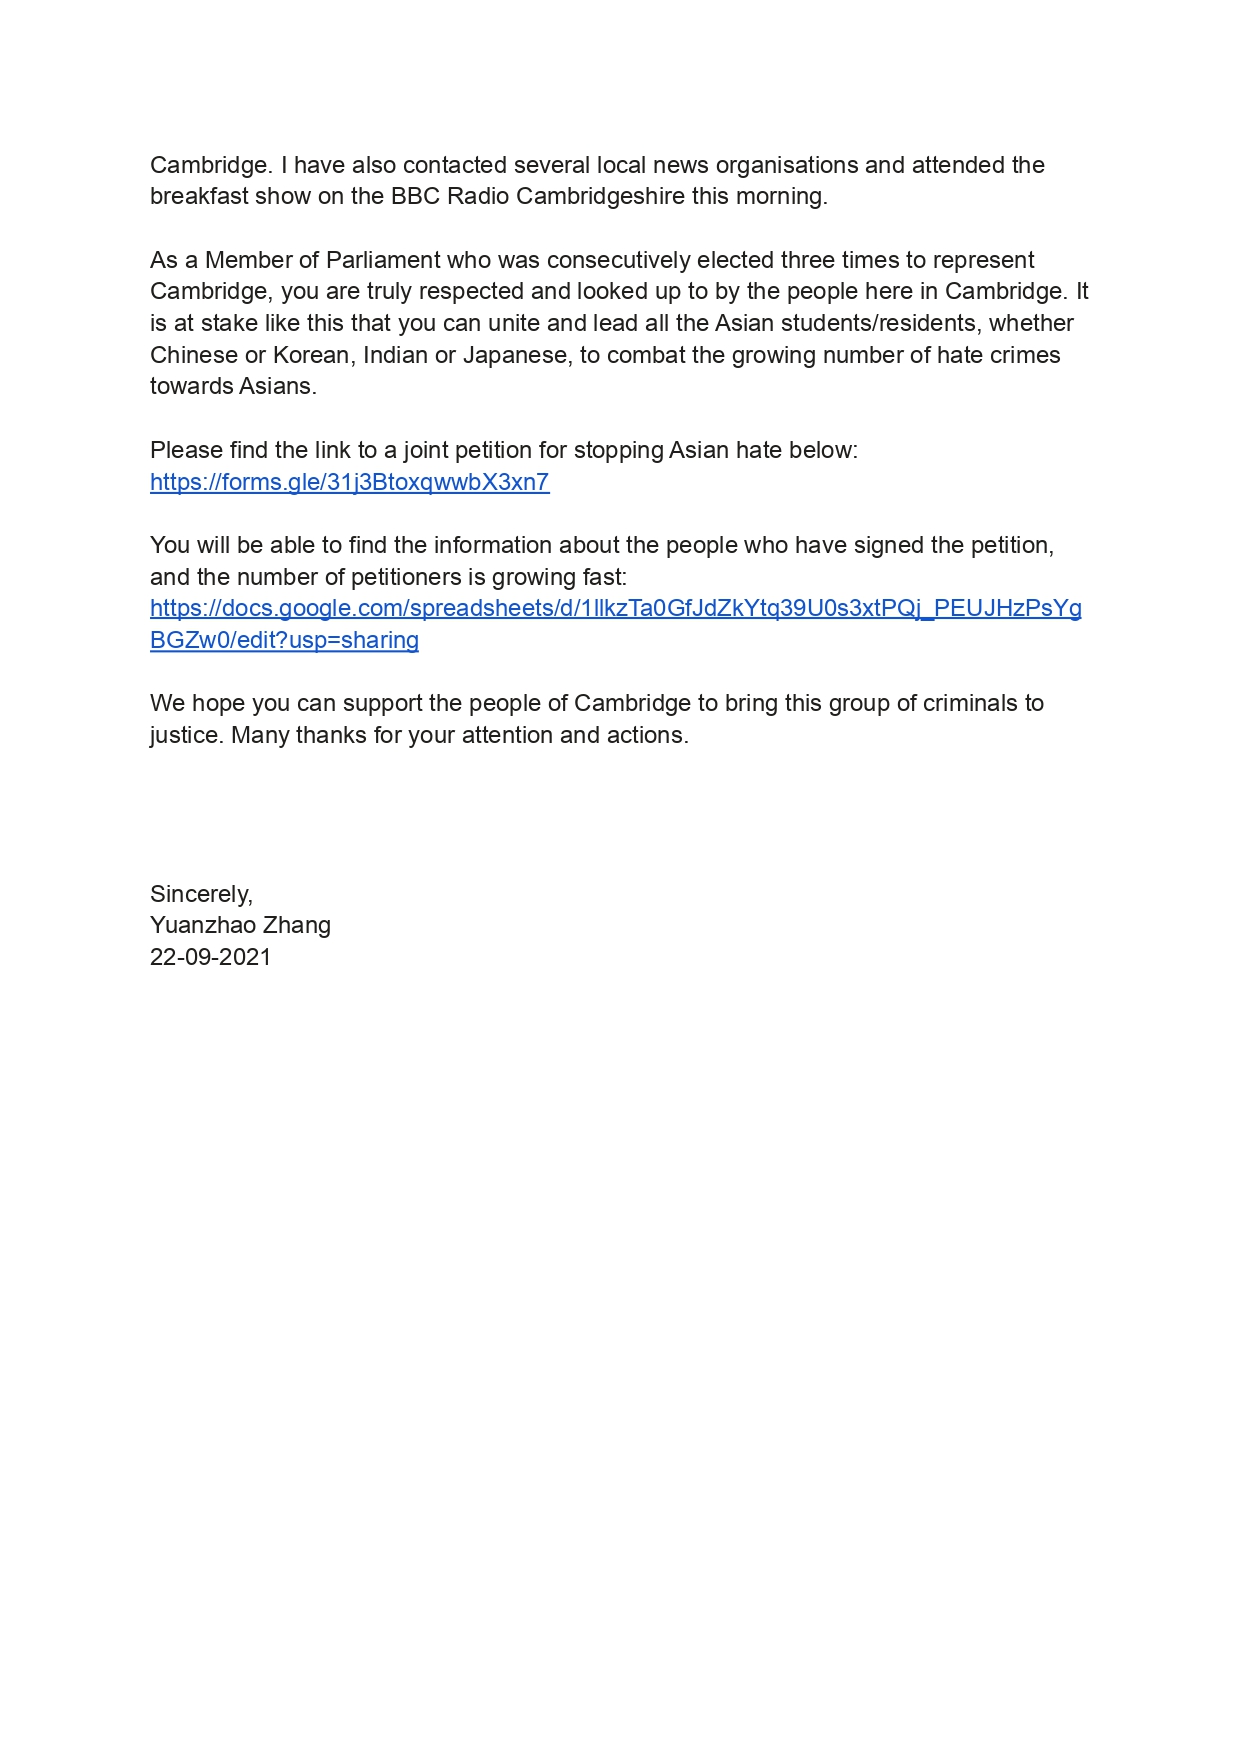 Cambridge. I have also contacted several local news organisations and attended the
breakfast show on the BBC Radio Cambridgeshire this morning.
As a Member of Parliament who was consecutively elected three times to represent
Cambridge, you are truly respected and looked up to by the people here in Cambridge. It
is at stake like this that you can unite and lead all the Asian students/residents, whether
Chinese or Korean, Indian or Japanese, to combat the growing number of hate crimes
towards Asians.
Please find the link to a joint petition for stopping Asian hate below:
https://forms.gle/31j3BtoxqwwbX3xn7
You will be able to find the information about the people who have signed the petition,
and the number of petitioners is growing fast:
https://docs.google.com/spreadsheets/d/1llkzTa0GfJdZkYtq39U0s3xtPQj_PEUJHzPsYg
BGZw0/edit?usp=sharing
We hope you can support the people of Cambridge to bring this group of criminals to
justice. Many thanks for your attention and actions.
Sincerely,
Yuanzhao Zhang
22-09-2021